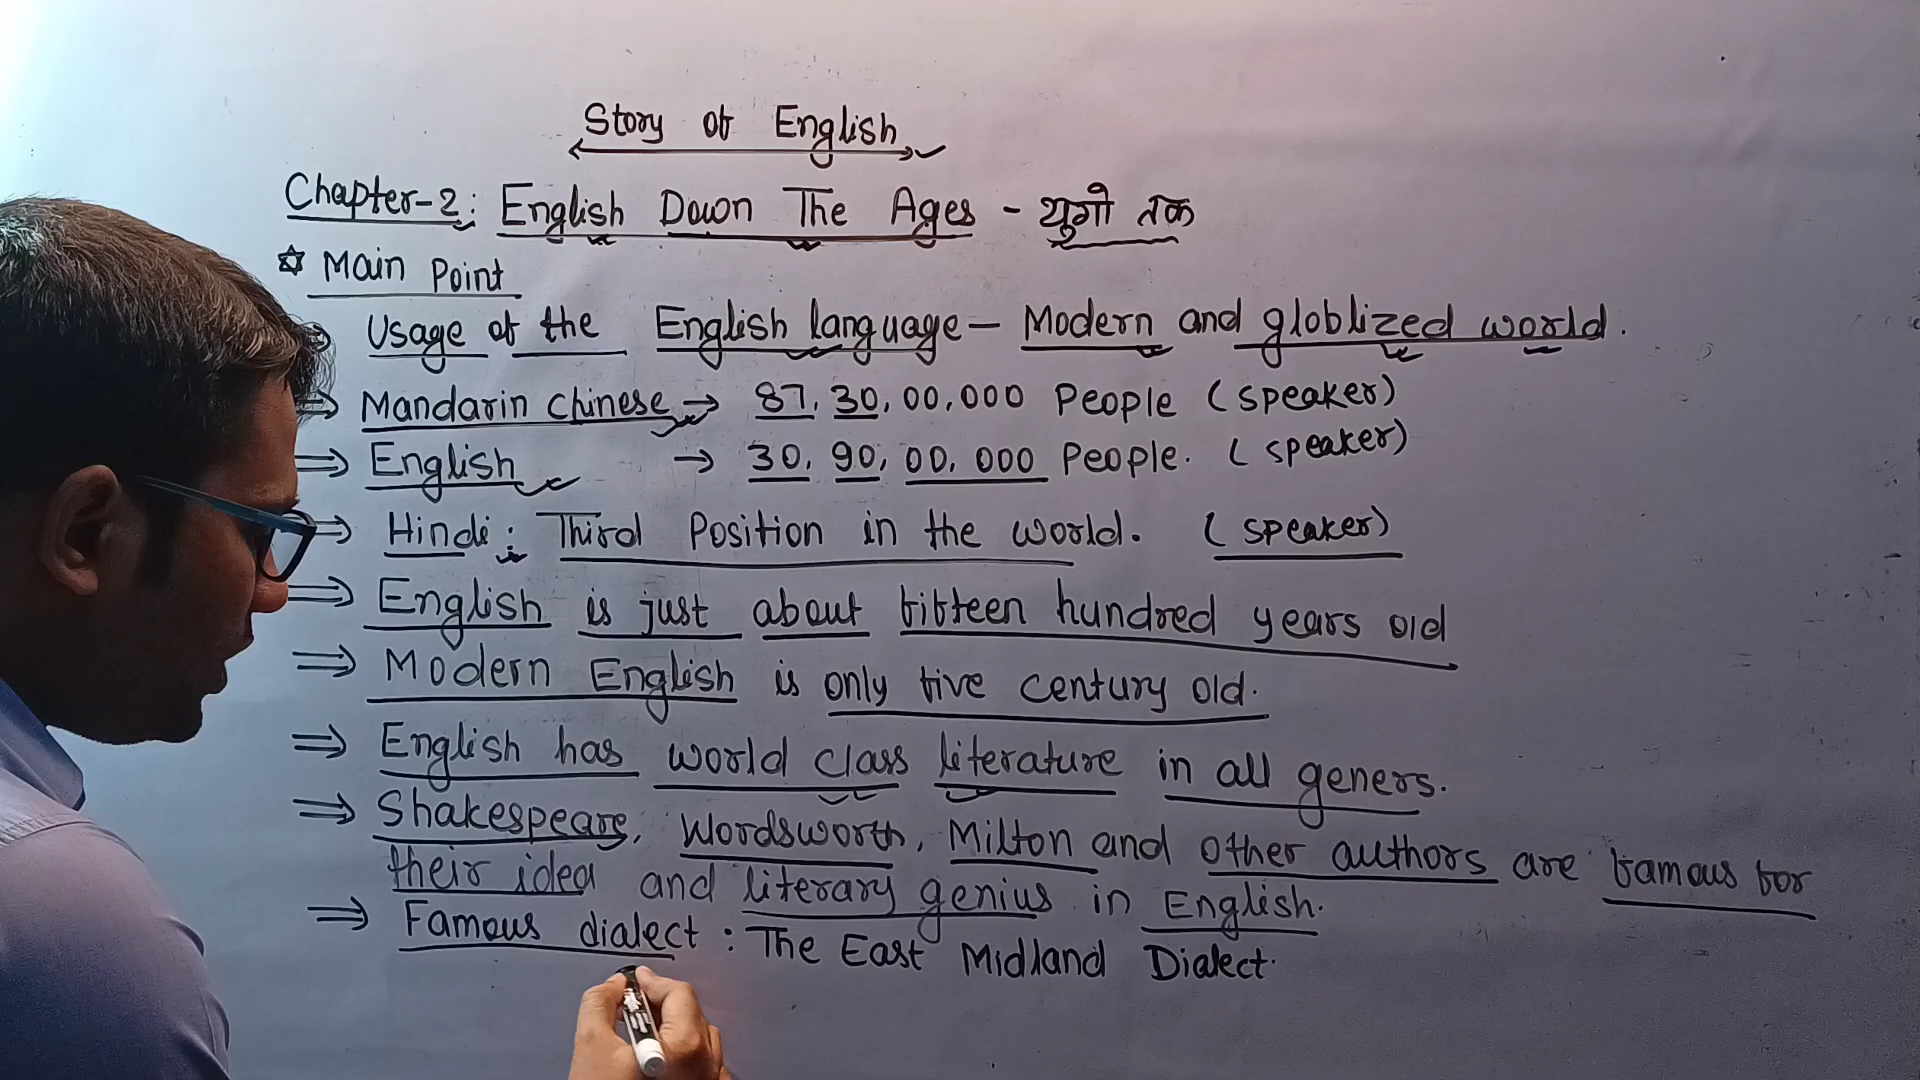 Story of English
Chapter-2: English Down The Ages - युगों तक
☆ Main Point
⇒ Usage of the English language – Modern and globlized world.
⇒ Mandarin Chinese → 87,30,00,000 People (speaker)
⇒ English → 30,90,00,000 People. (speaker)
⇒ Hindi: Third Position in the world. (speaker)
⇒ English is just about fifteen hundred years old
⇒ Modern English is only five century old.
⇒ English has world class literature in all geners.
⇒ Shakespeare, Wordsworth, Milton and other authors are famous for
their idea and literary genius in English.
⇒ Famous dialect: The East Midland Dialect.